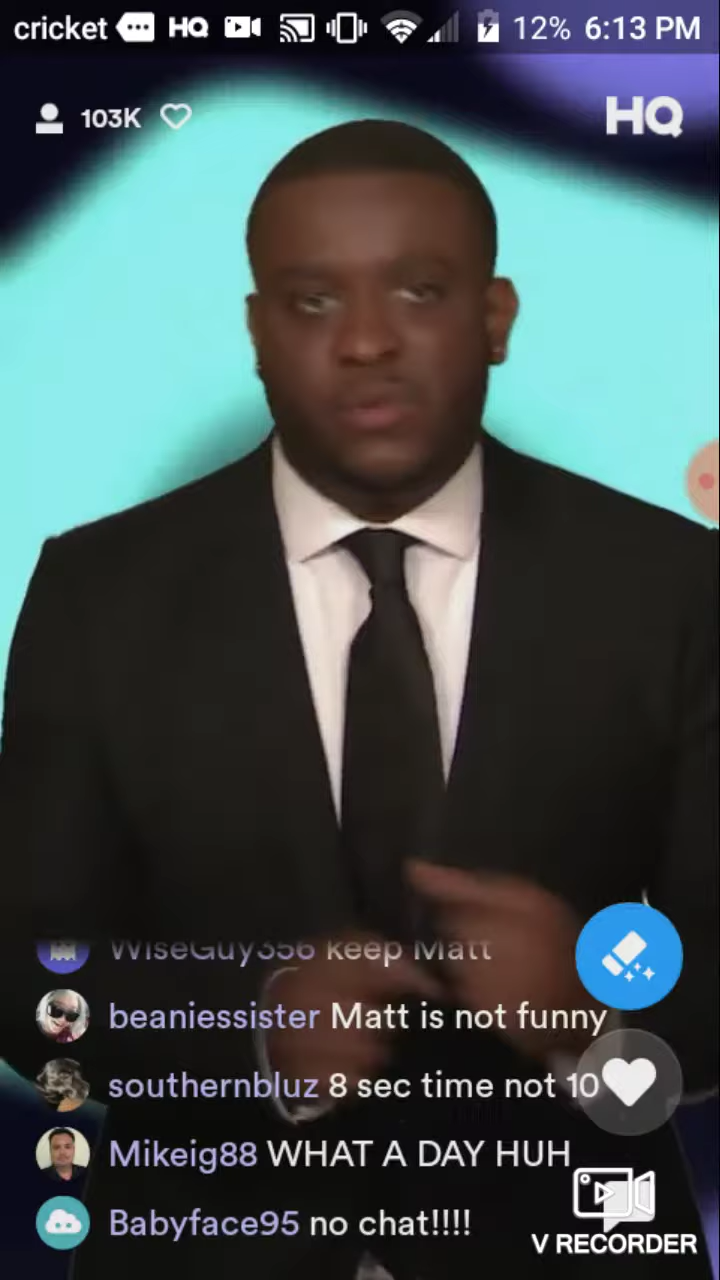 cricket HQ 12% 6:13 PM
103K HQ
WiseGuy356 keep Matt
beaniessister Matt is not funny
southernbluz 8 sec time not 10
Mikeig88 WHAT A DAY HUH
Babyface95 no chat!!!!
V RECORDER